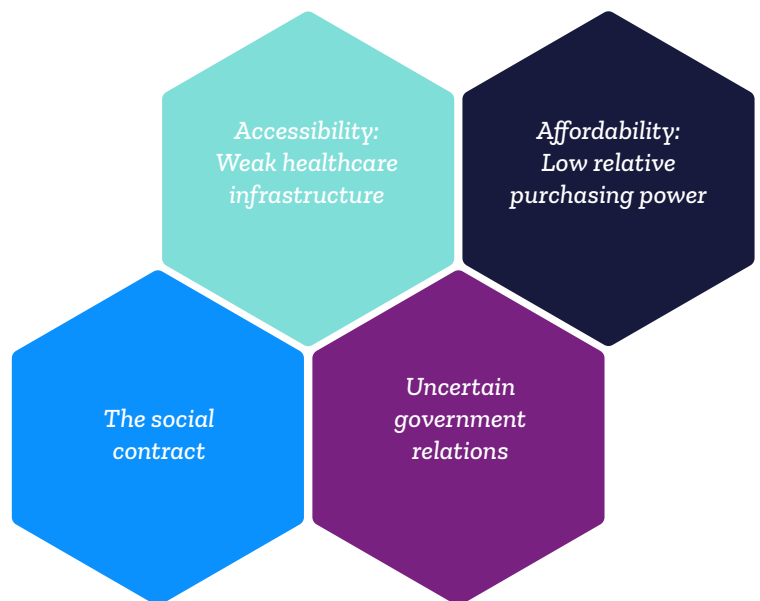 Accessibility:
Weak healthcare
infrastructure
Affordability:
Low relative
purchasing power
The social
contract
Uncertain
government
relations